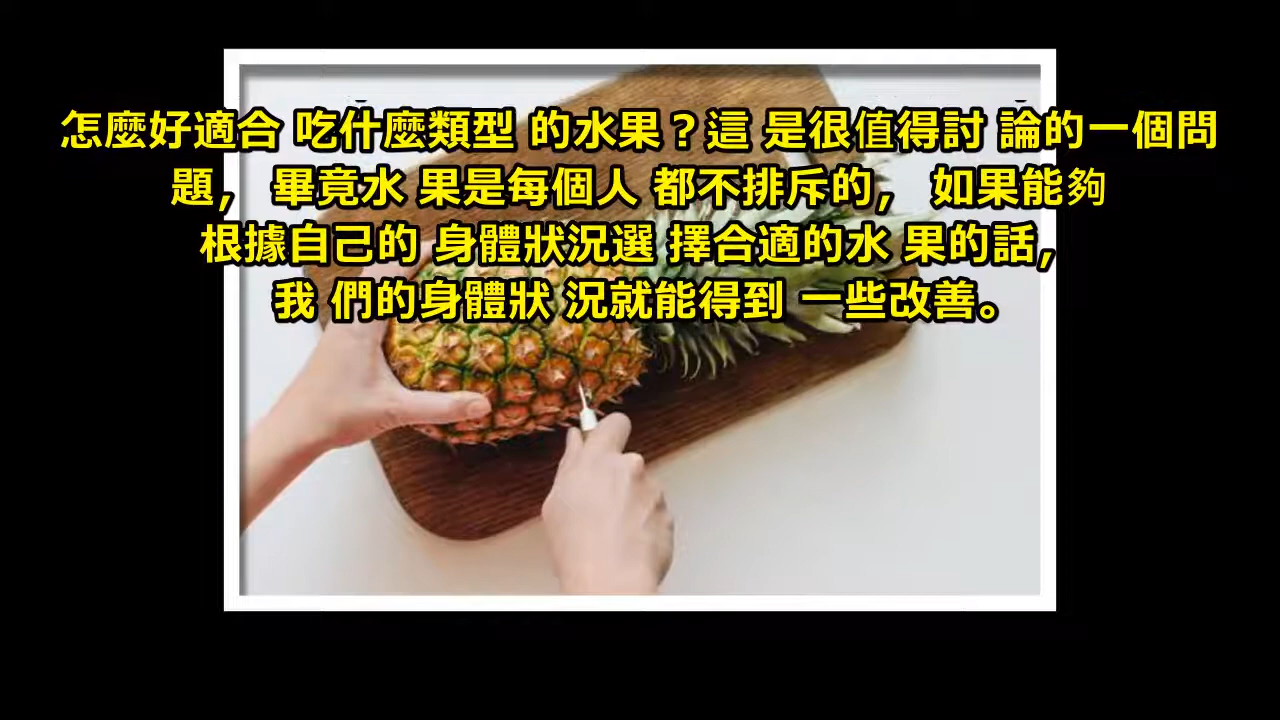 怎麼好適合 吃什麼類型 的水果？這 是很值得討 論的一個問
題， 畢竟水 果是每個人 都不排斥的， 如果能夠
根據自己的 身體狀況選 擇合適的水 果的話，
我 們的身體狀 況就能得到 一些改善。